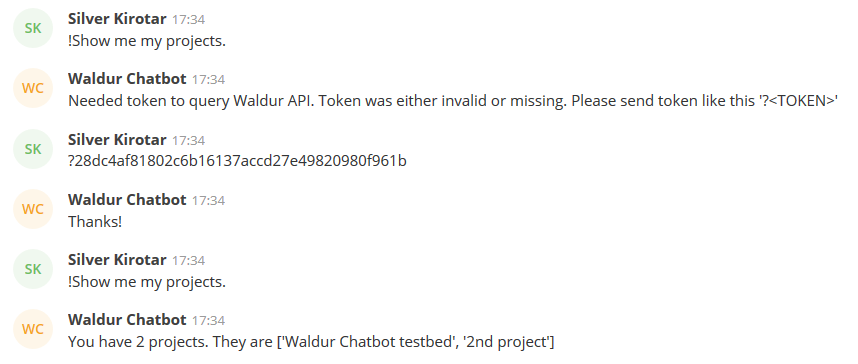 SK
Silver Kirotar 17:34
!Show me my projects.
WC
Waldur Chatbot 17:34
Needed token to query Waldur API. Token was either invalid or missing. Please send token like this '?<TOKEN>'
SK
Silver Kirotar 17:34
?28dc4af81802c6b16137accd27e49820980f961b
WC
Waldur Chatbot 17:34
Thanks!
SK
Silver Kirotar 17:34
!Show me my projects.
WC
Waldur Chatbot 17:34
You have 2 projects. They are ['Waldur Chatbot testbed', '2nd project']